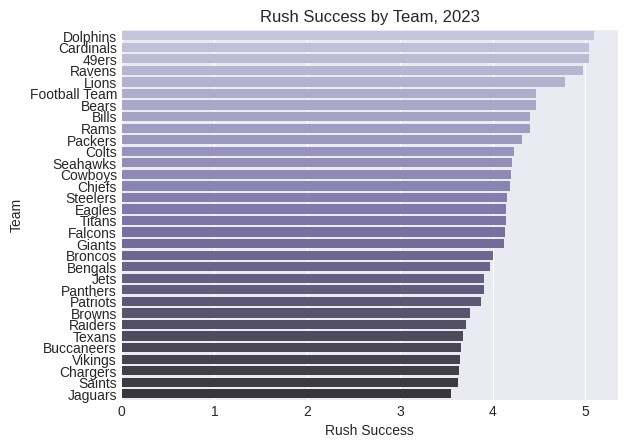 Rush Success by Team, 2023
Dolphins
Cardinals
49ers
Ravens
Lions
Football Team
Bears
Bills
Rams
Packers
Colts
Seahawks
Cowboys
Chiefs
Steelers
Eagles
Titans
Falcons
Giants
Broncos
Bengals
Jets
Panthers
Patriots
Browns
Raiders
Texans
Buccaneers
Vikings
Chargers
Saints
Jaguars
Team
0 1 2 3 4 5
Rush Success